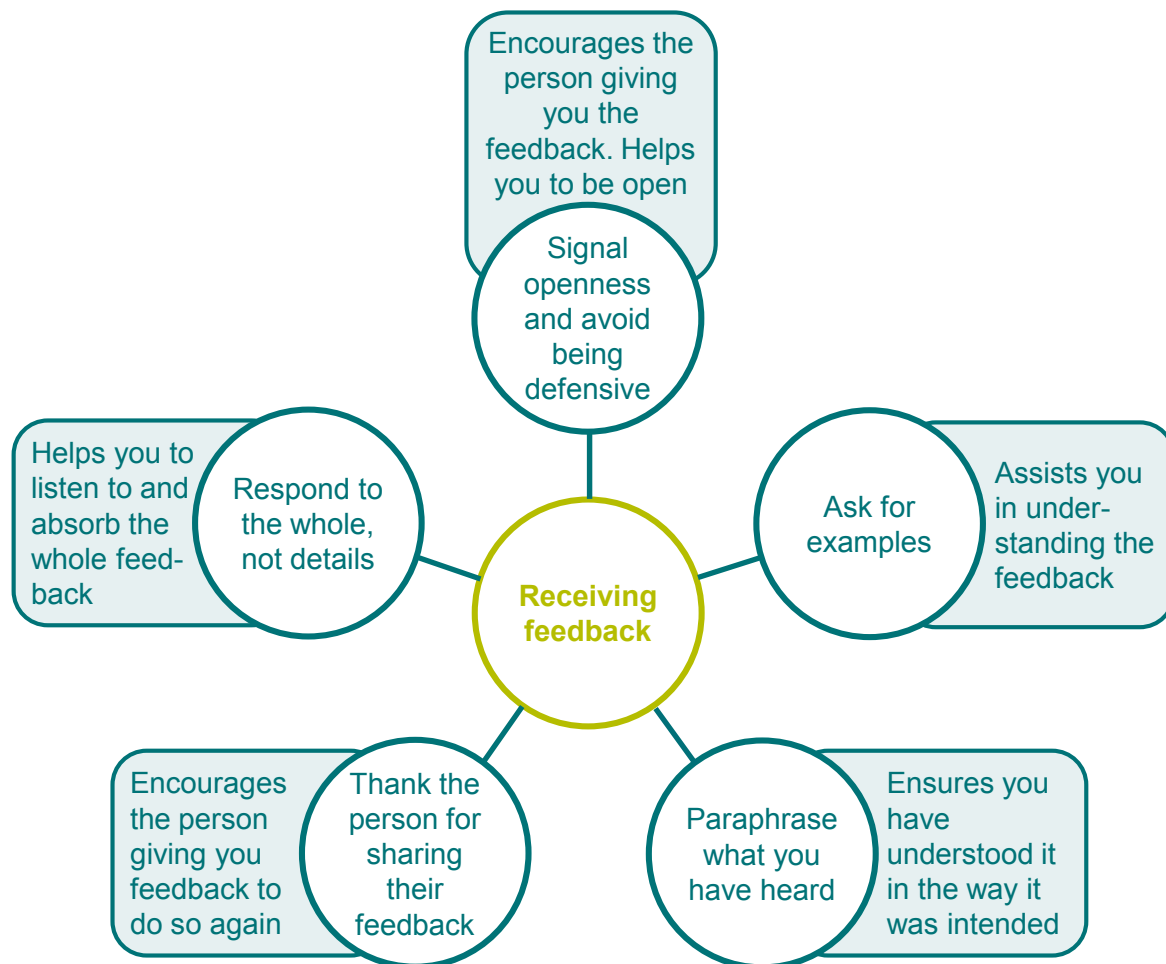 Encourages the
person giving
you the
feedback. Helps
you to be open
Signal
openness
and avoid
being
defensive
Helps you to
listen to and
absorb the
whole feed-
back
Respond to
the whole,
not details
Ask for
examples
Assists you
in under-
standing the
feedback
Receiving
feedback
Encourages
the person
giving you
feedback to
do so again
Thank the
person for
sharing
their
feedback
Paraphrase
what you
have heard
Ensures you
have
understood it
in the way it
was intended